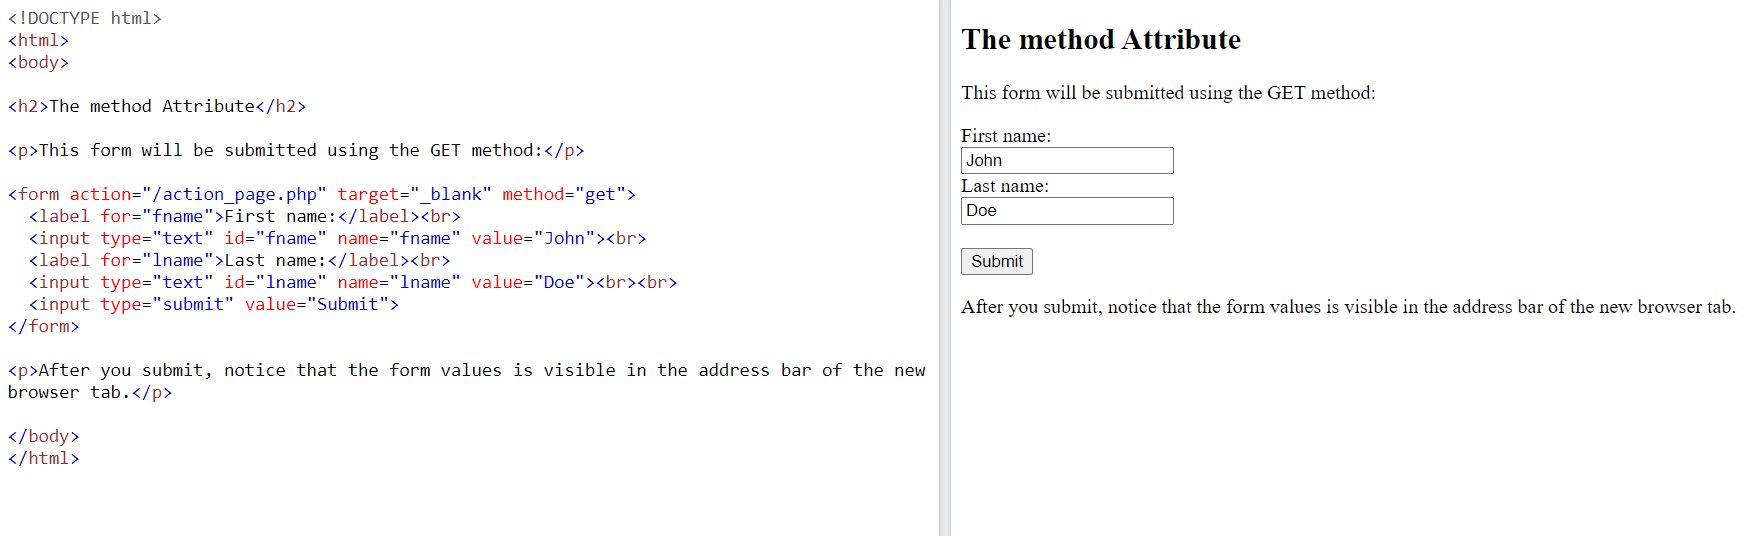 <!DOCTYPE html>
<html>
<body>
<h2>The method Attribute</h2>
<p>This form will be submitted using the GET method:</p>
<form action="/action_page.php" target="_blank" method="get">
  <label for="fname">First name:</label><br>
  <input type="text" id="fname" name="fname" value="John"><br>
  <label for="lname">Last name:</label><br>
  <input type="text" id="lname" name="lname" value="Doe"><br><br>
  <input type="submit" value="Submit">
</form>
<p>After you submit, notice that the form values is visible in the address bar of the new
browser tab.</p>
</body>
</html>
The method Attribute
This form will be submitted using the GET method:
First name:
John
Last name:
Doe
Submit
After you submit, notice that the form values is visible in the address bar of the new browser tab.